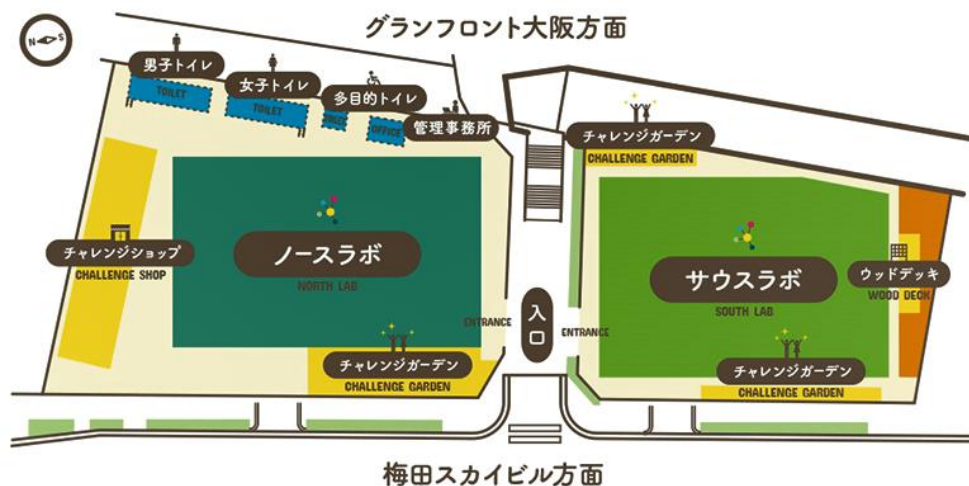 グランフロント大阪方面
N S
男子トイレ
TOILET
女子トイレ
TOILET
多目的トイレ
TOILET
管理事務所
OFFICE
チャレンジガーデン
CHALLENGE GARDEN
チャレンジショップ
CHALLENGE SHOP
ノースラボ
NORTH LAB
サウスラボ
SOUTH LAB
ウッドデッキ
WOOD DECK
ENTRANCE
入口
ENTRANCE
チャレンジガーデン
CHALLENGE GARDEN
チャレンジガーデン
CHALLENGE GARDEN
梅田スカイビル方面